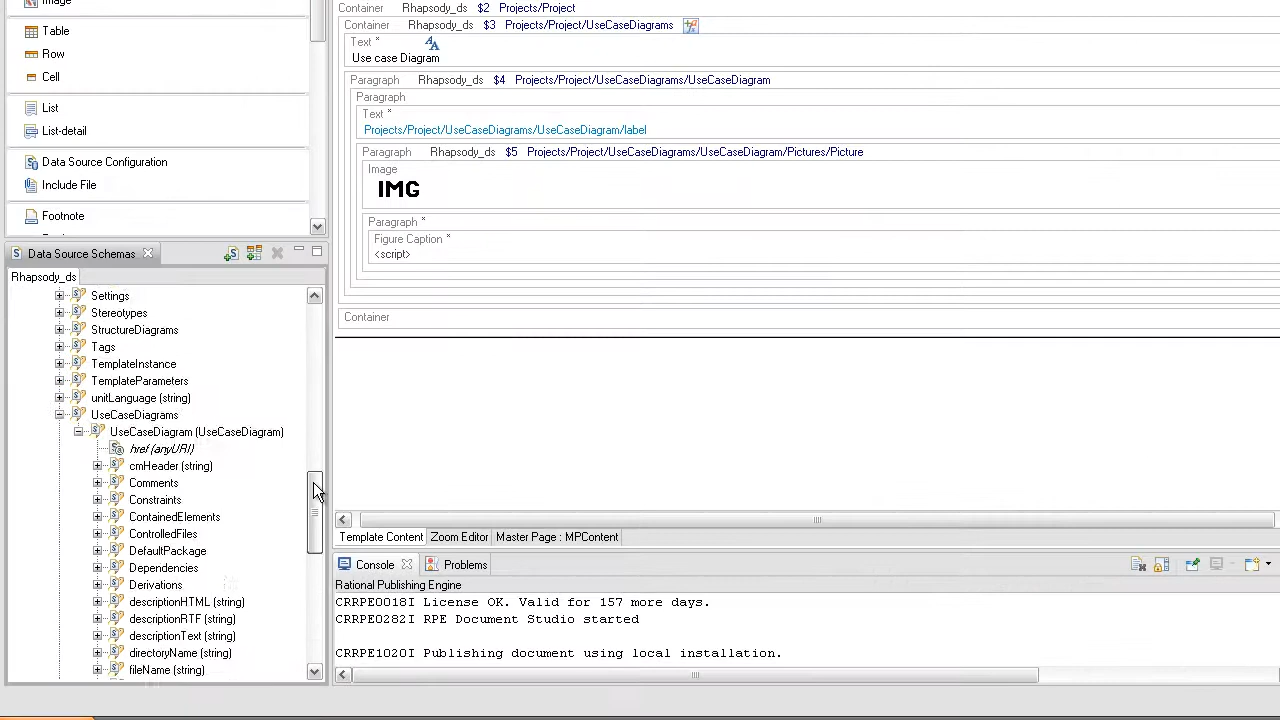 Image
Table
Row
Cell
List
List-detail
Data Source Configuration
Include File
Footnote
Data Source Schemas
Rhapsody_ds
Settings
Stereotypes
StructureDiagrams
Tags
TemplateInstance
TemplateParameters
unitLanguage (string)
UseCaseDiagrams
UseCaseDiagram (UseCaseDiagram)
href (anyURI)
cmHeader (string)
Comments
Constraints
ContainedElements
ControlledFiles
DefaultPackage
Dependencies
Derivations
descriptionHTML (string)
descriptionRTF (string)
descriptionText (string)
directoryName (string)
fileName (string)
Container Rhapsody_ds $2 Projects/Project
Container Rhapsody_ds $3 Projects/Project/UseCaseDiagrams
Text *
Use case Diagram
Paragraph Rhapsody_ds $4 Projects/Project/UseCaseDiagrams/UseCaseDiagram
Paragraph
Text *
Projects/Project/UseCaseDiagrams/UseCaseDiagram/label
Paragraph Rhapsody_ds $5 Projects/Project/UseCaseDiagrams/UseCaseDiagram/Pictures/Picture
Image
IMG
Paragraph *
Figure Caption *
<script>
Container
Template Content Zoom Editor Master Page : MPContent
Console Problems
Rational Publishing Engine
CRRPE0018I License OK. Valid for 157 more days.
CRRPE0282I RPE Document Studio started
CRRPE1020I Publishing document using local installation.